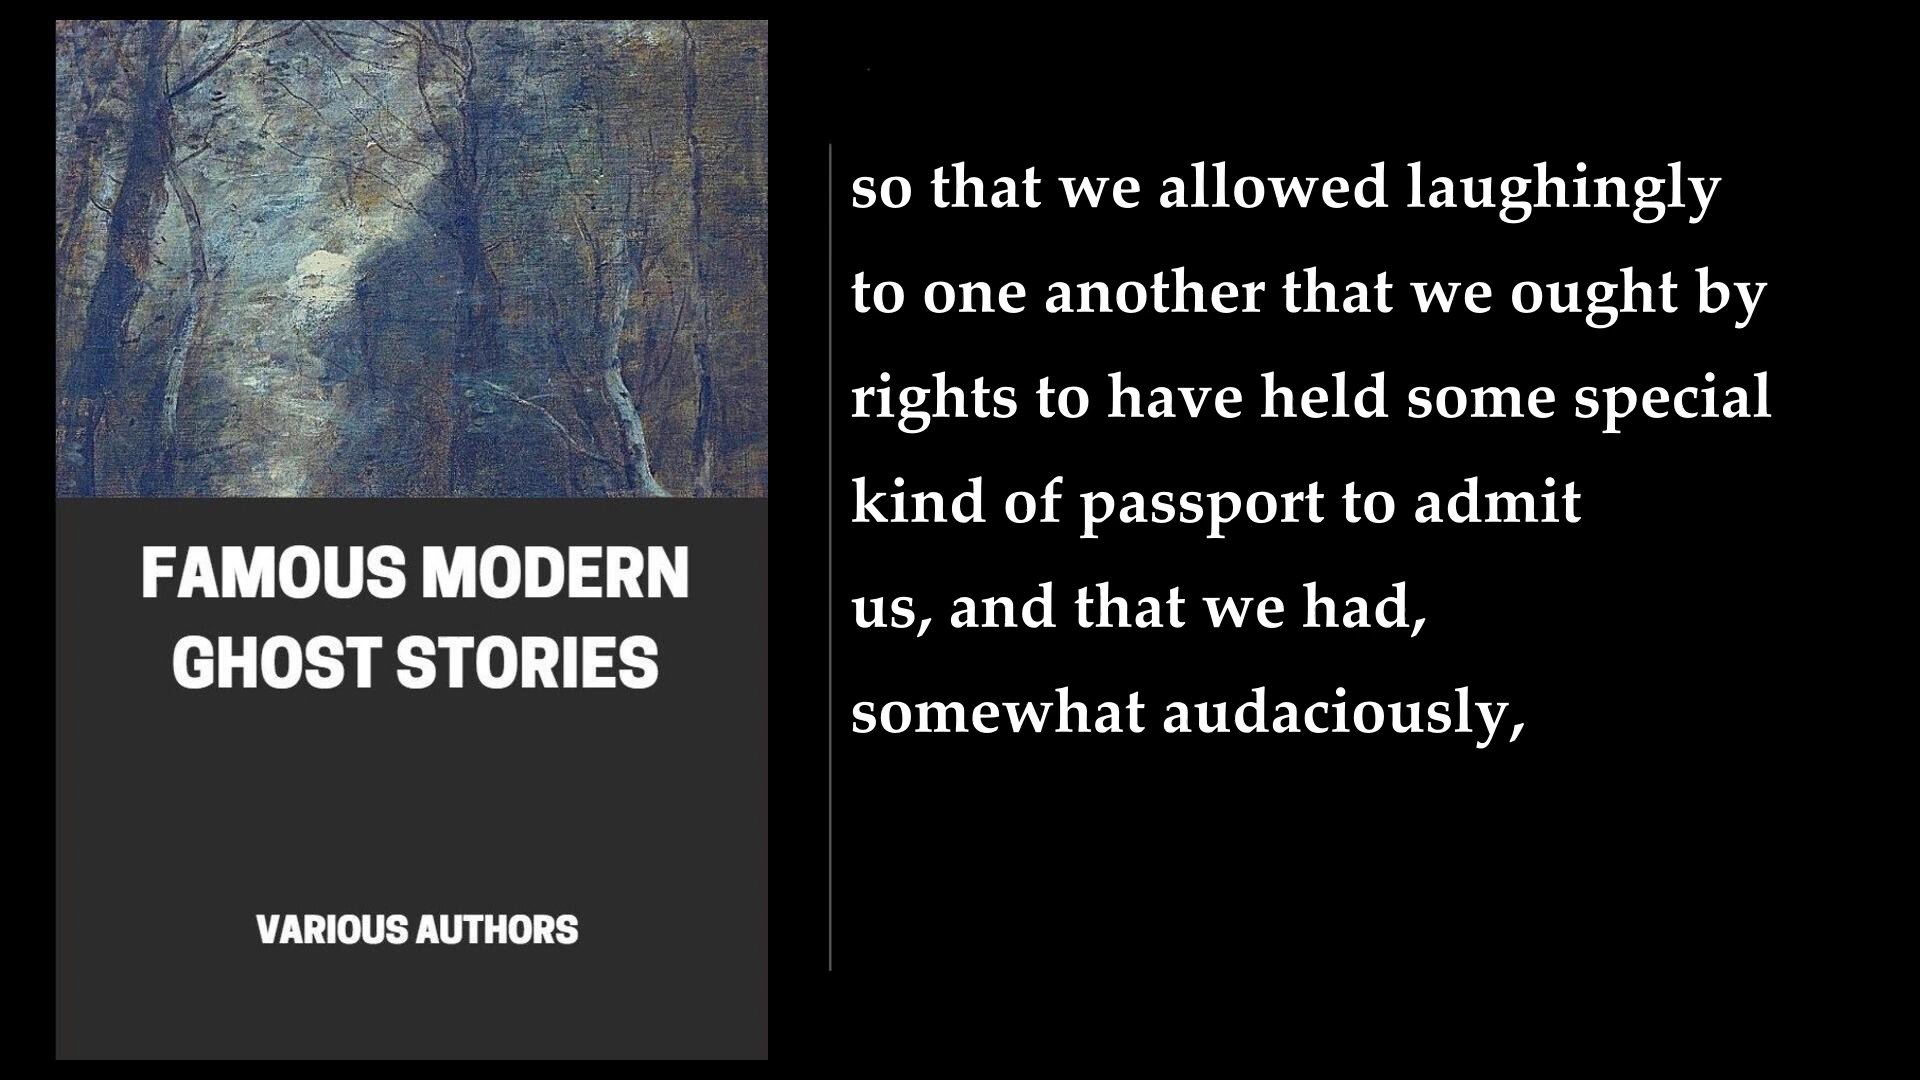 FAMOUS MODERN
GHOST STORIES
VARIOUS AUTHORS
so that we allowed laughingly
to one another that we ought by
rights to have held some special
kind of passport to admit
us, and that we had,
somewhat audaciously,